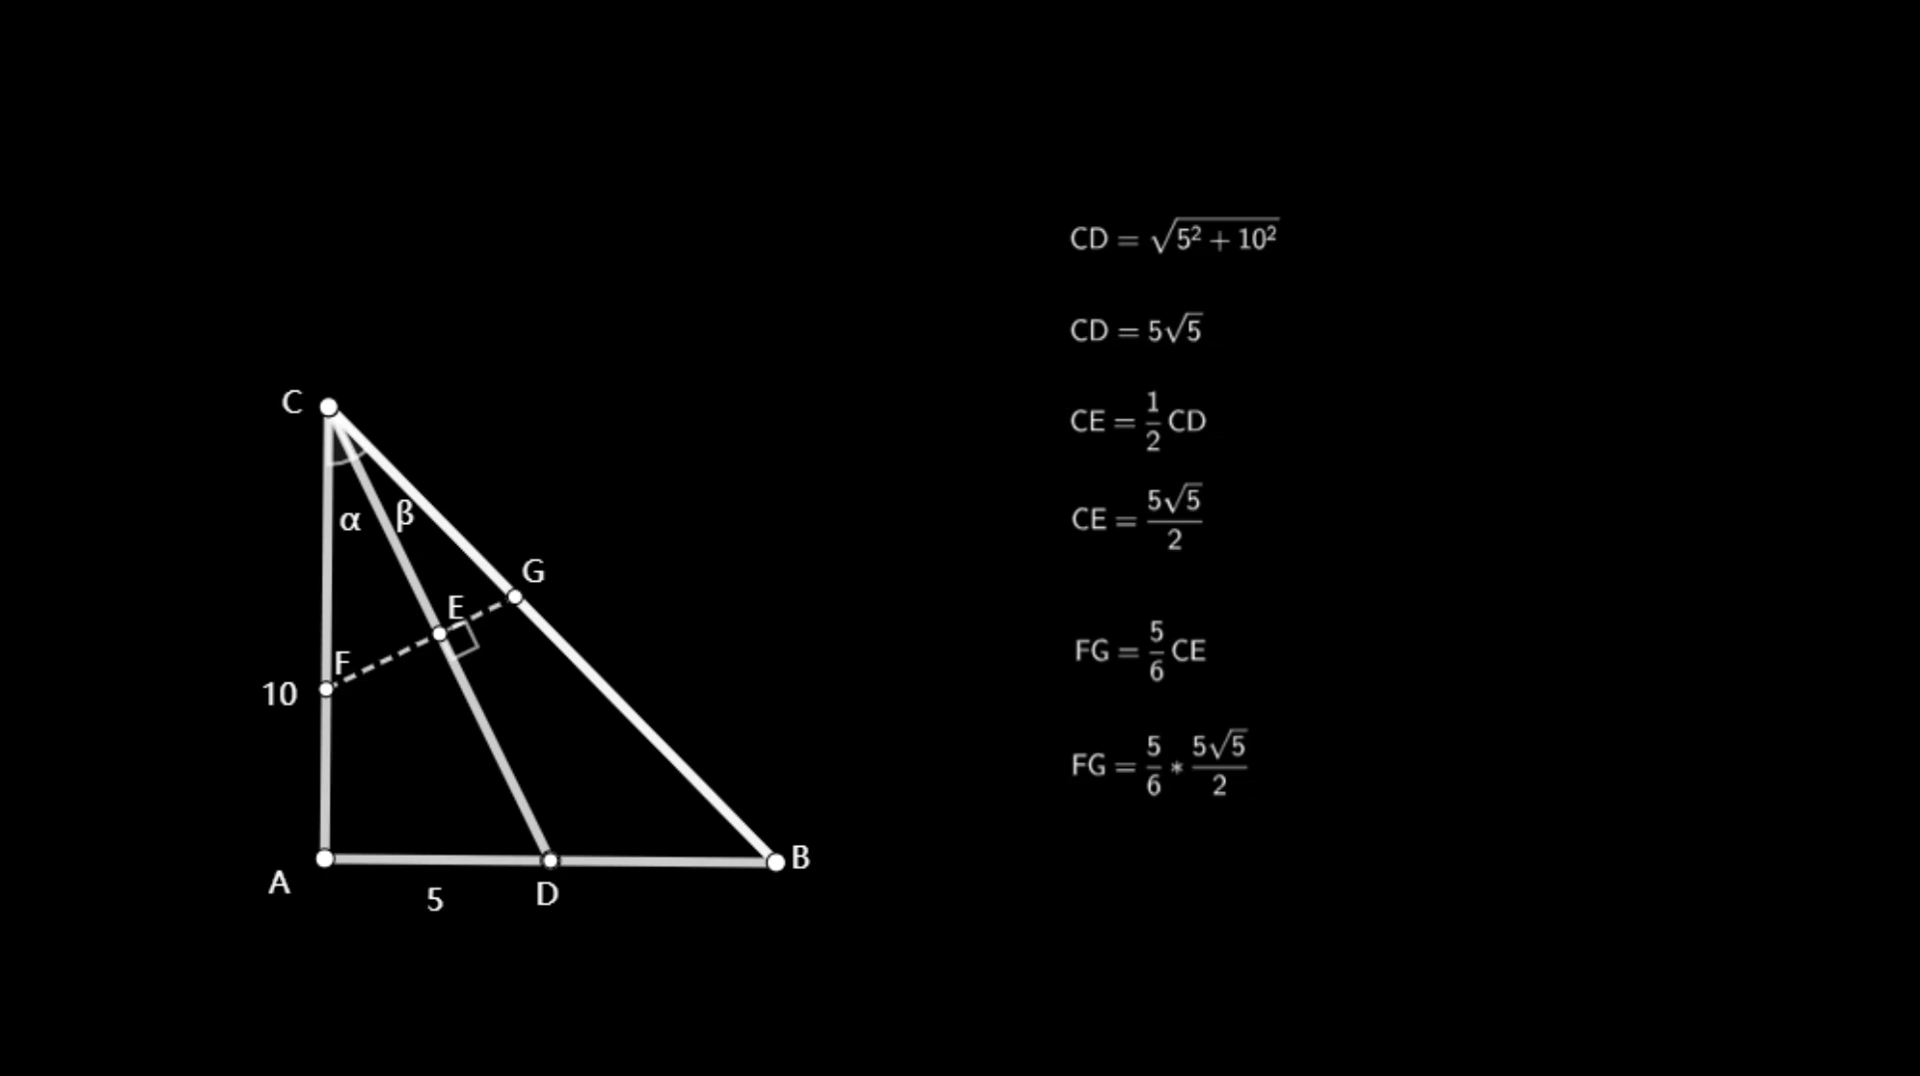 CD = √(5² + 10²)
CD = 5√5
CE = 1/2 CD
CE = 5√5/2
FG = 5/6 CE
FG = 5/6 * 5√5/2
C
α
β
G
E
F
10
A
5
D
B